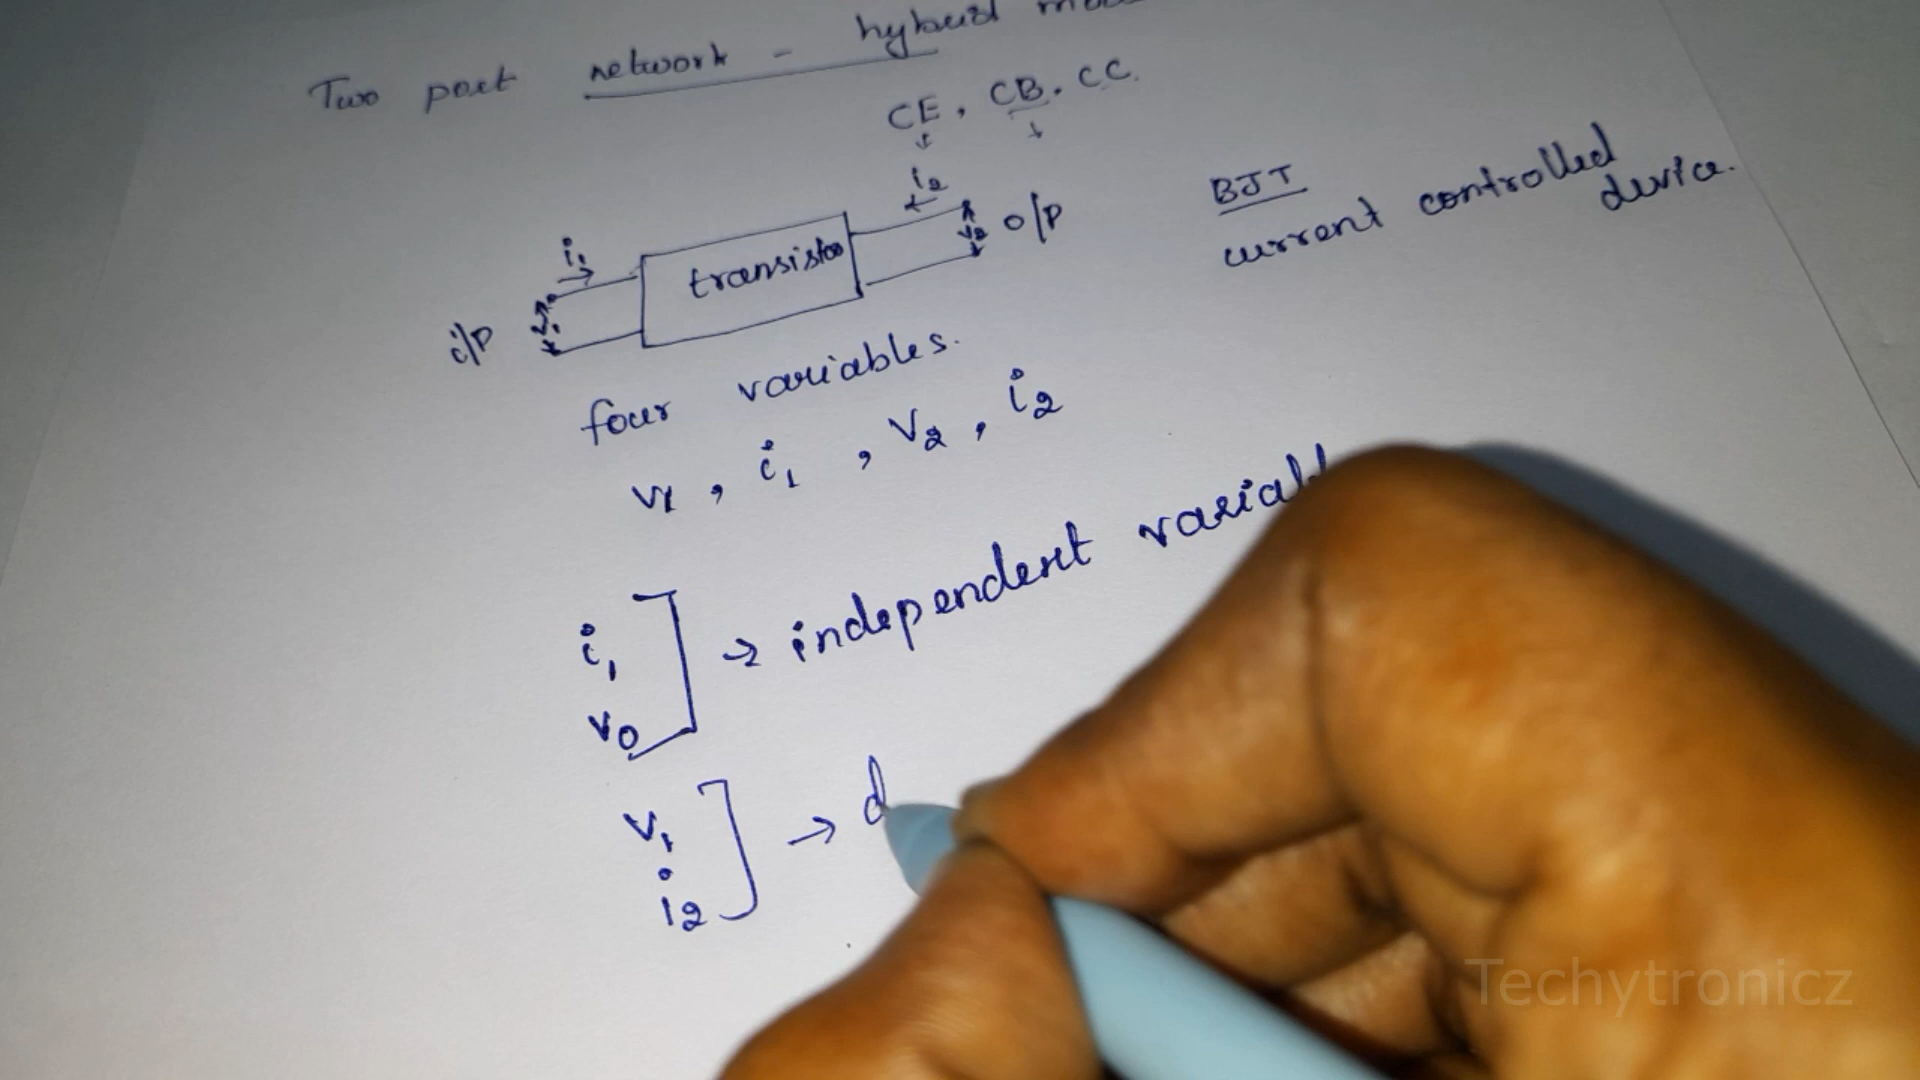 Two port network - hybrid
CE, CB, CC.
i1
i2
i/P
V1
transistor
V2
O/P
BJT
current controlled
device.
four variables.
V1, i1, V2, i2
i1
V0
→ independent
V1
i2
→ d
Techytronicz